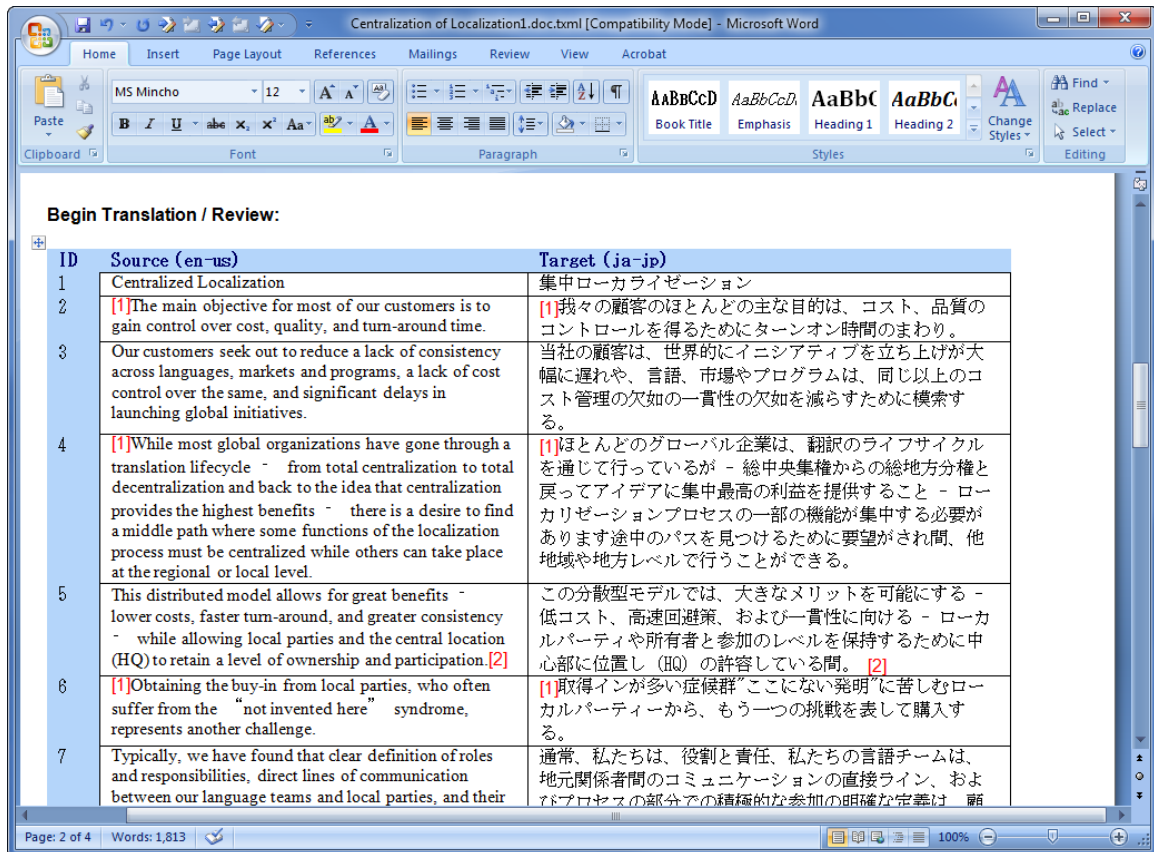 Centralization of Localization1.doc.txml [Compatibility Mode] - Microsoft Word
Home Insert Page Layout References Mailings Review View Acrobat
Paste
Clipboard
MS Mincho 12
B I U abc x₂ x² Aa A
Font
Paragraph
AaBbCcD AaBbCcD AaBbC AaBbC
Book Title Emphasis Heading 1 Heading 2
Change Styles
Styles
Find
Replace
Select
Editing
Begin Translation / Review:
ID Source (en-us) Target (ja-jp)
1 Centralized Localization 集中ローカライゼーション
2 [1]The main objective for most of our customers is to
gain control over cost, quality, and turn-around time.
[1]我々の顧客のほとんどの主な目的は、コスト、品質の
コントロールを得るためにターンオン時間のまわり。
3 Our customers seek out to reduce a lack of consistency
across languages, markets and programs, a lack of cost
control over the same, and significant delays in
launching global initiatives.
当社の顧客は、世界的にイニシアティブを立ち上げが大
幅に遅れや、言語、市場やプログラムは、同じ以上のコ
スト管理の欠如の一貫性の欠如を減らすために模索す
る。
4 [1]While most global organizations have gone through a
translation lifecycle - from total centralization to total
decentralization and back to the idea that centralization
provides the highest benefits - there is a desire to find
a middle path where some functions of the localization
process must be centralized while others can take place
at the regional or local level.
[1]ほとんどのグローバル企業は、翻訳のライフサイクル
を通じて行っているが - 総中央集権からの総地方分権と
戻ってアイデアに集中最高の利益を提供すること - ロー
カリゼーションプロセスの一部の機能が集中する必要が
あります途中のパスを見つけるために要望がされ間、他
地域や地方レベルで行うことができる。
5 This distributed model allows for great benefits -
lower costs, faster turn-around, and greater consistency
- while allowing local parties and the central location
(HQ) to retain a level of ownership and participation.[2]
この分散型モデルでは、大きなメリットを可能にする -
低コスト、高速回避策、および一貫性に向ける - ローカ
ルパーティや所有者と参加のレベルを保持するために中
心部に位置し (HQ) の許容している間。 [2]
6 [1]Obtaining the buy-in from local parties, who often
suffer from the “not invented here” syndrome,
represents another challenge.
[1]取得インが多い症候群”ここにない発明”に苦しむロー
カルパーティーから、もう一つの挑戦を表して購入す
る。
7 Typically, we have found that clear definition of roles
and responsibilities, direct lines of communication
between our language teams and local parties, and their
通常、私たちは、役割と責任、私たちの言語チームは、
地元関係者間のコミュニケーションの直接ライン、およ
びプロセスの部分での積極的な参加の明確な定義は、顧
Page: 2 of 4 Words: 1,813 100%